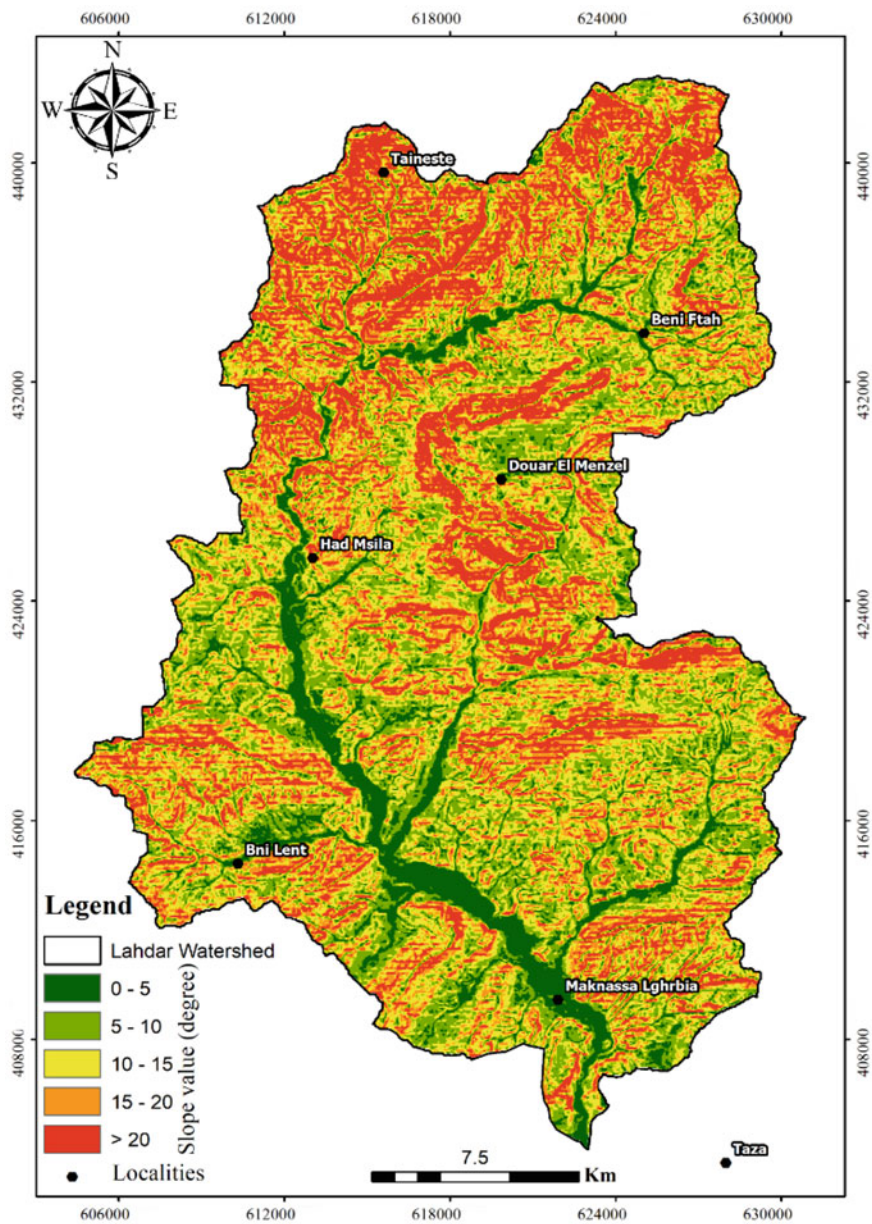 606000 612000 618000 624000 630000
N
W E
S
440000 440000
Taineste
Beni Ftah
432000 432000
Douar El Menzel
Had Msila
424000 424000
416000 416000
Bni Lent
Legend
Lahdar Watershed
0 - 5
5 - 10
10 - 15
15 - 20
> 20
Slope value (degree)
Localities
Maknassa Lghrbia
408000 408000
Taza
7.5
Km
606000 612000 618000 624000 630000